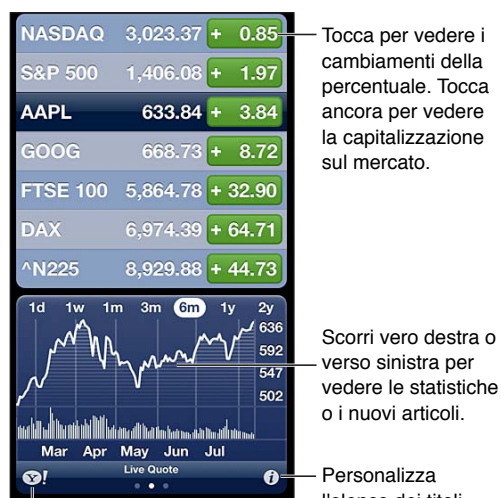 NASDAQ 3,023.37 + 0.85
S&P 500 1,406.08 + 1.97
AAPL 633.84 + 3.84
GOOG 668.73 + 8.72
FTSE 100 5,864.78 + 32.90
DAX 6,974.39 + 64.71
^N225 8,929.88 + 44.73
Tocca per vedere i
cambiamenti della
percentuale. Tocca
ancora per vedere
la capitalizzazione
sul mercato.
1d 1w 1m 3m 6m 1y 2y
636
592
547
502
Mar Apr May Jun Jul
Scorri vero destra o
verso sinistra per
vedere le statistiche
o i nuovi articoli.
Y! Live Quote i
Personalizza
l'elenco dei titoli